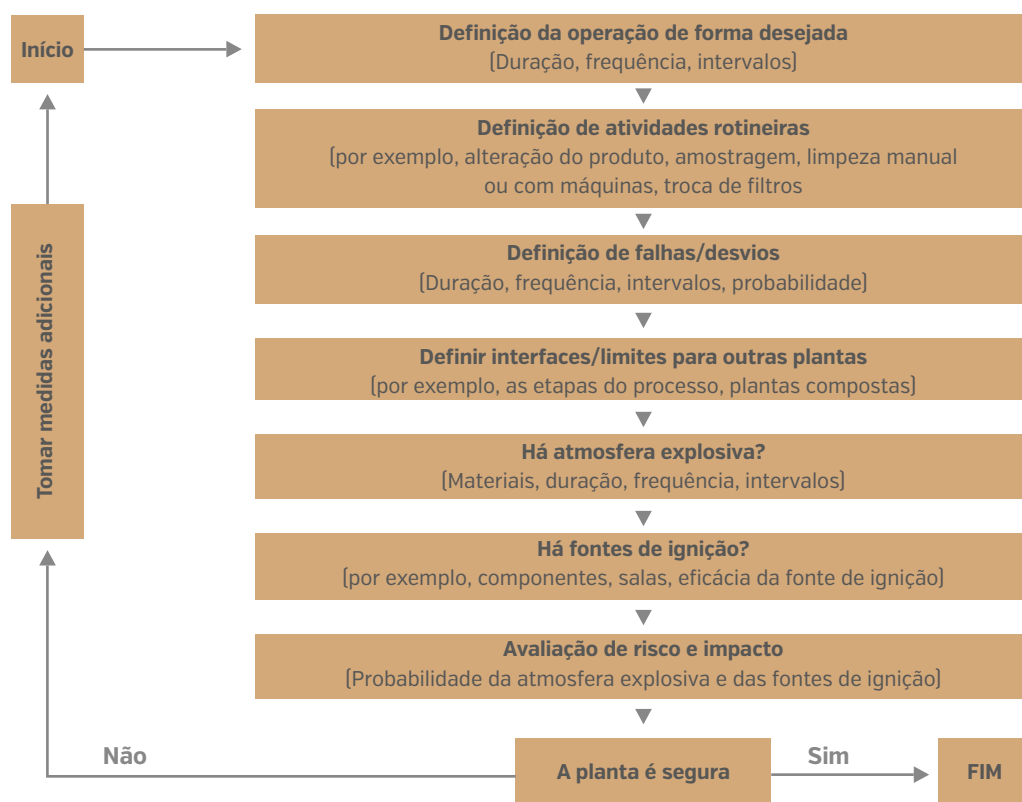 Início
Definição da operação de forma desejada
(Duração, frequência, intervalos)
Definição de atividades rotineiras
(por exemplo, alteração do produto, amostragem, limpeza manual
ou com máquinas, troca de filtros
Definição de falhas/desvios
(Duração, frequência, intervalos, probabilidade)
Definir interfaces/limites para outras plantas
(por exemplo, as etapas do processo, plantas compostas)
Há atmosfera explosiva?
(Materiais, duração, frequência, intervalos)
Há fontes de ignição?
(por exemplo, componentes, salas, eficácia da fonte de ignição)
Avaliação de risco e impacto
(Probabilidade da atmosfera explosiva e das fontes de ignição)
A planta é segura
Sim
FIM
Não
Tomar medidas adicionais